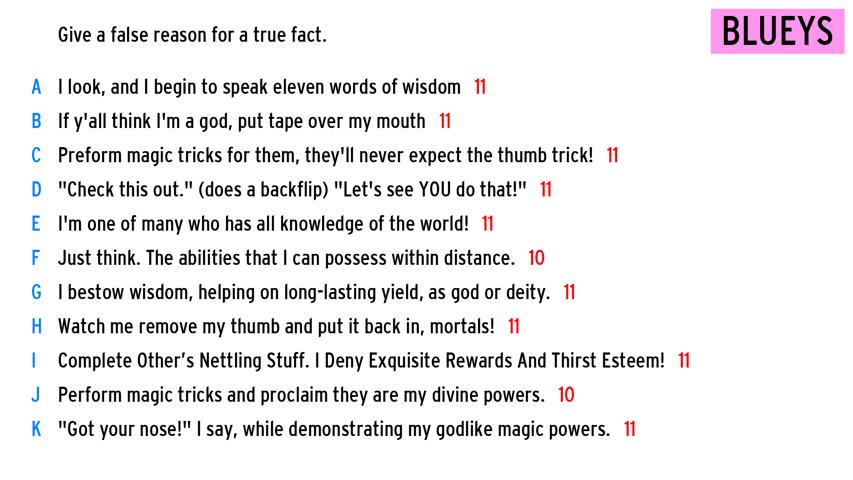 Give a false reason for a true fact.
BLUEYS
A I look, and I begin to speak eleven words of wisdom 11
B If y'all think I'm a god, put tape over my mouth 11
C Preform magic tricks for them, they'll never expect the thumb trick! 11
D "Check this out." (does a backflip) "Let's see YOU do that!" 11
E I'm one of many who has all knowledge of the world! 11
F Just think. The abilities that I can possess within distance. 10
G I bestow wisdom, helping on long-lasting yield, as god or deity. 11
H Watch me remove my thumb and put it back in, mortals! 11
I Complete Other’s Nettling Stuff. I Deny Exquisite Rewards And Thirst Esteem! 11
J Perform magic tricks and proclaim they are my divine powers. 10
K "Got your nose!" I say, while demonstrating my godlike magic powers. 11